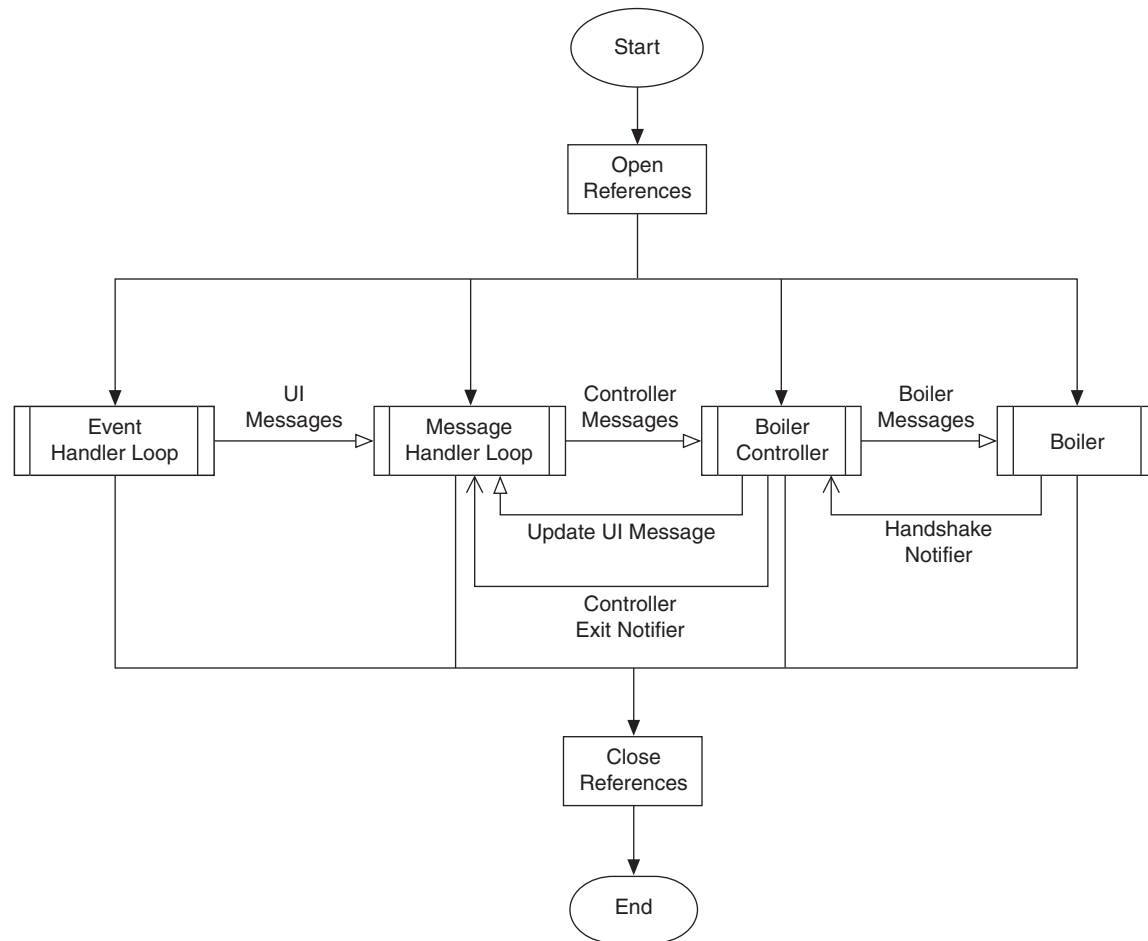 Start
Open
References
UI
Messages
Controller
Messages
Boiler
Messages
Event
Handler Loop
Message
Handler Loop
Boiler
Controller
Boiler
Update UI Message
Handshake
Notifier
Controller
Exit Notifier
Close
References
End